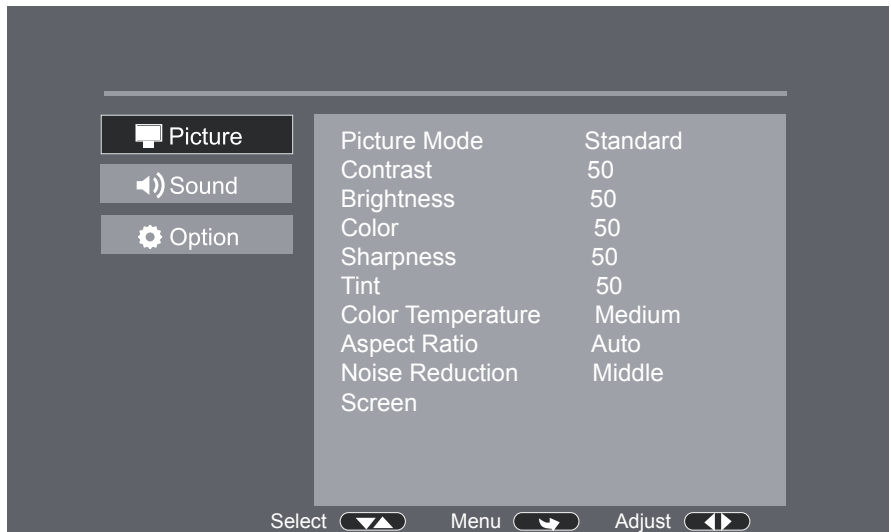 Picture
Sound
Option
Picture Mode Standard
Contrast 50
Brightness 50
Color 50
Sharpness 50
Tint 50
Color Temperature Medium
Aspect Ratio Auto
Noise Reduction Middle
Screen
Select Menu Adjust